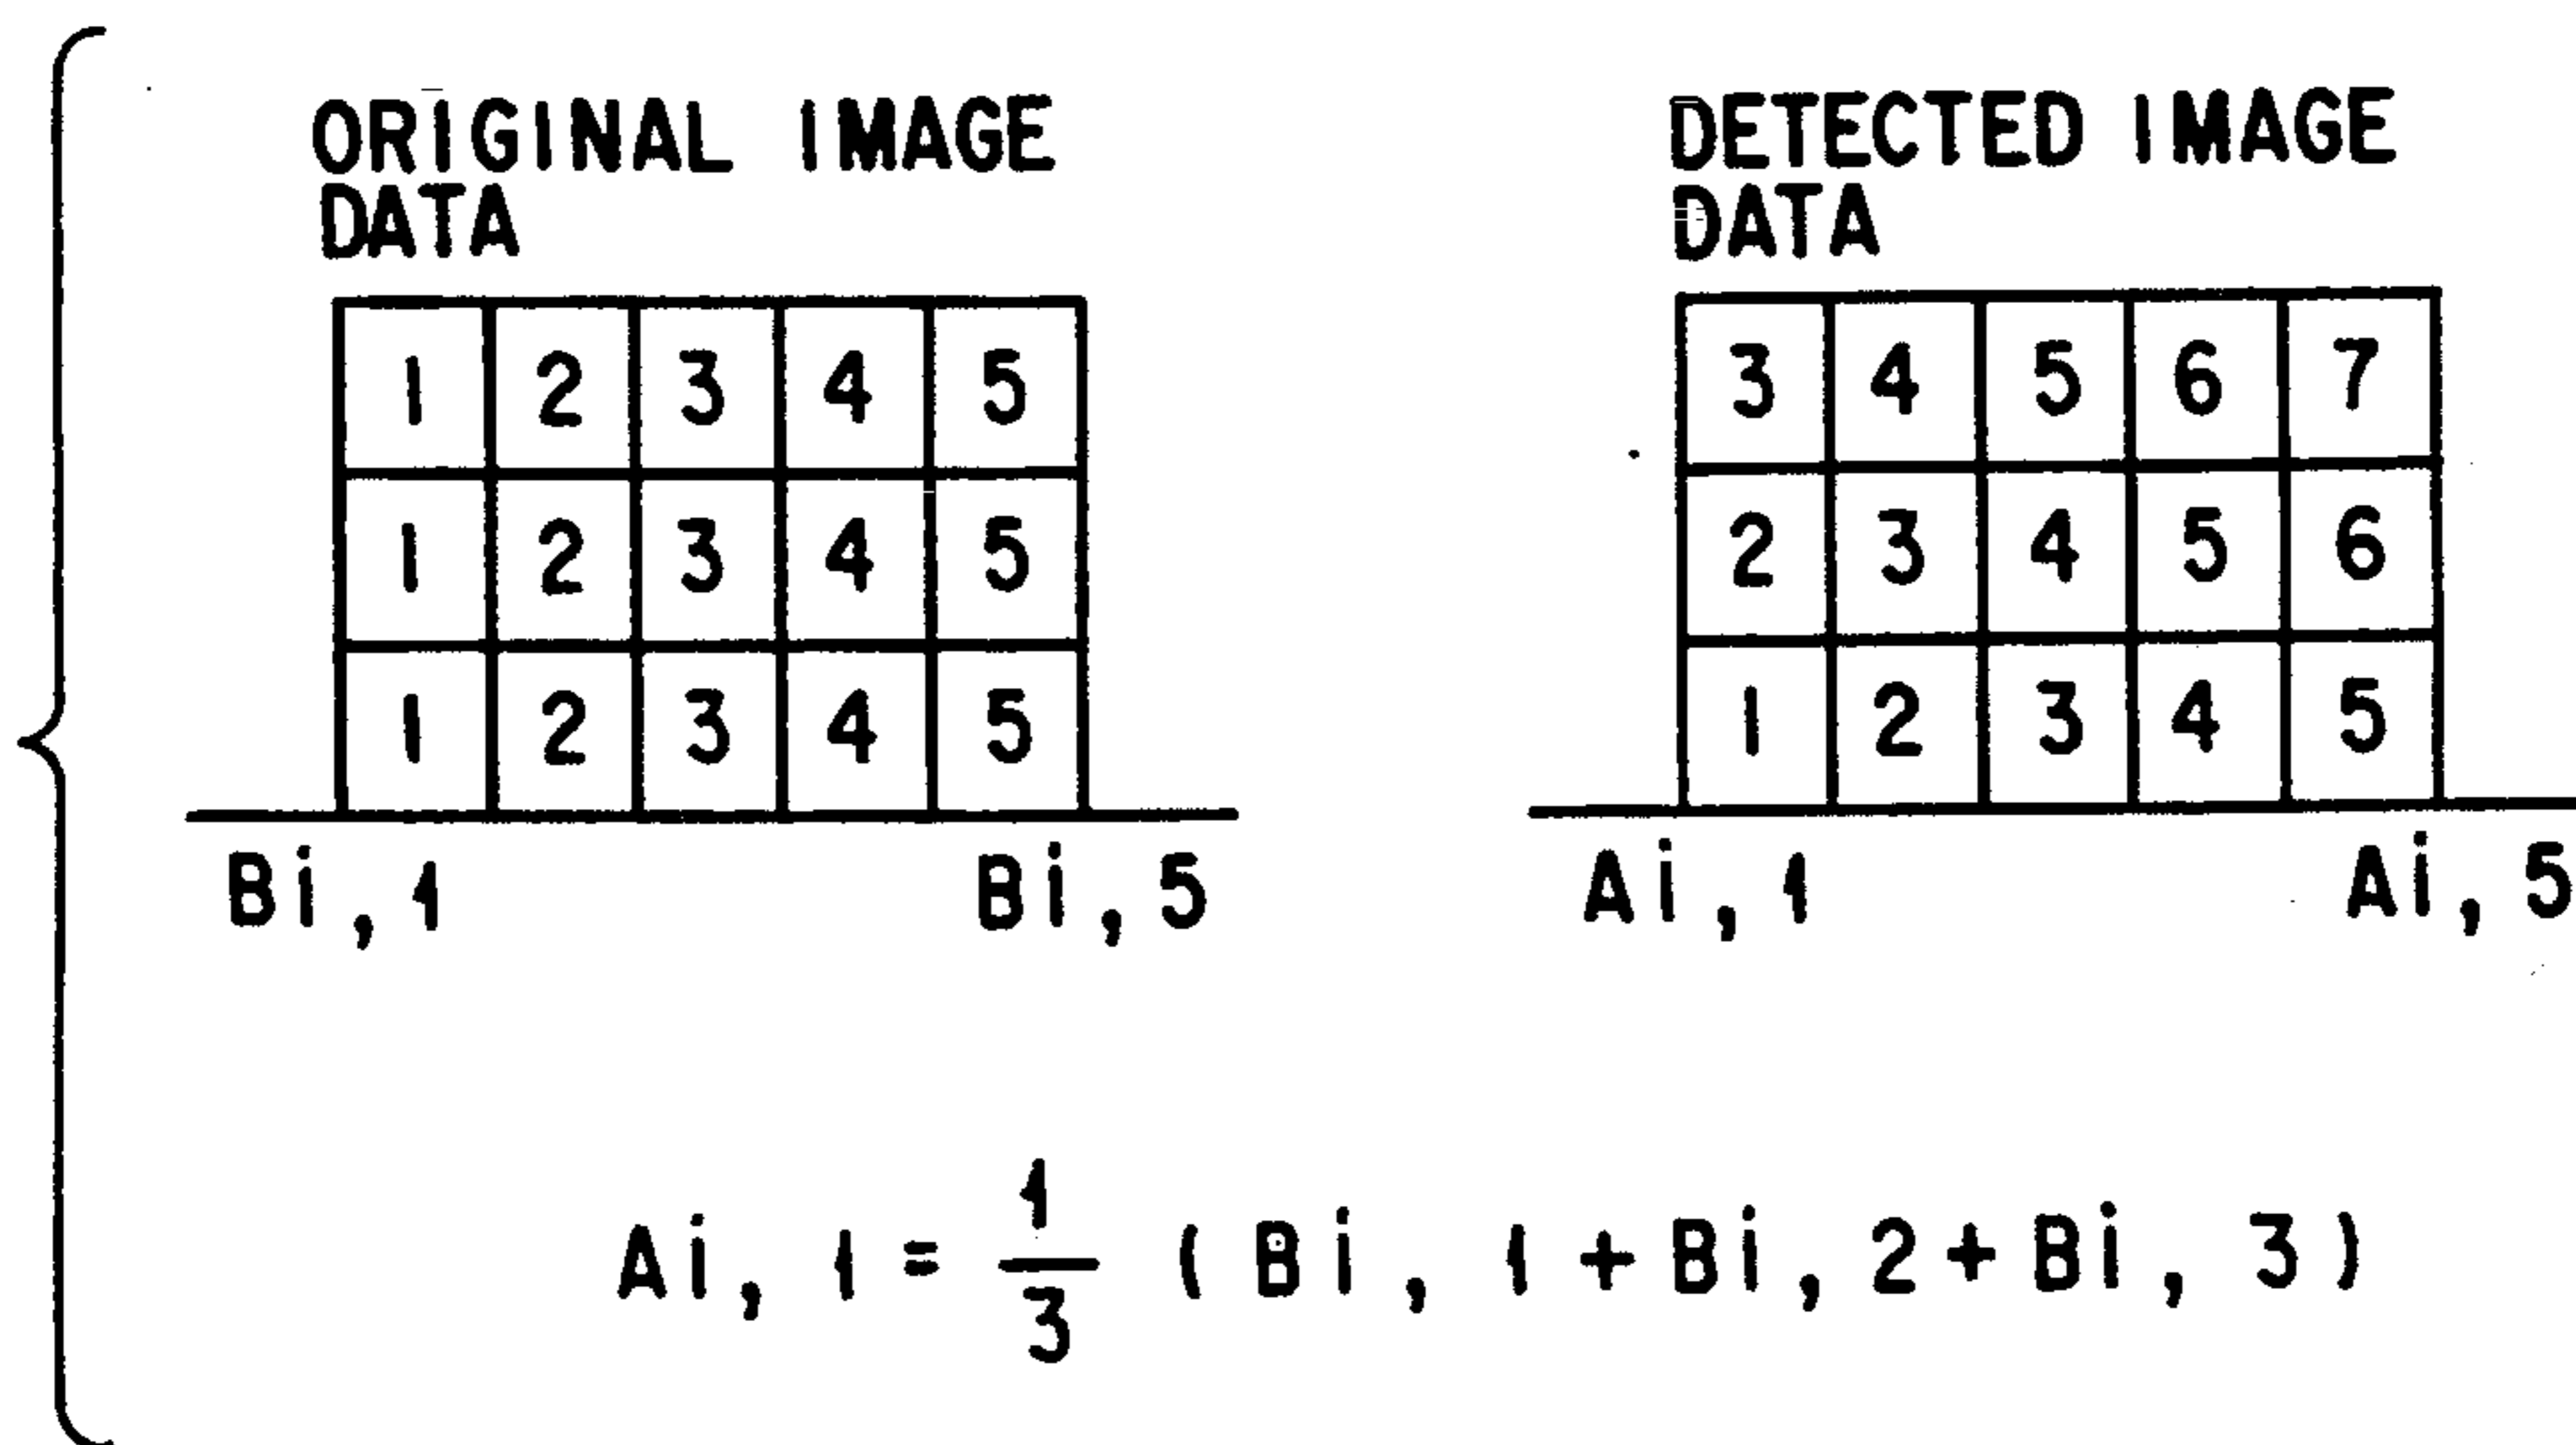 ORIGINAL IMAGE
DATA
1 2 3 4 5
1 2 3 4 5
1 2 3 4 5
Bi, 1 Bi, 5
DETECTED IMAGE
DATA
3 4 5 6 7
2 3 4 5 6
1 2 3 4 5
Ai, 1 Ai, 5
Ai, 1 = 1/3 ( Bi, 1 + Bi, 2 + Bi, 3 )